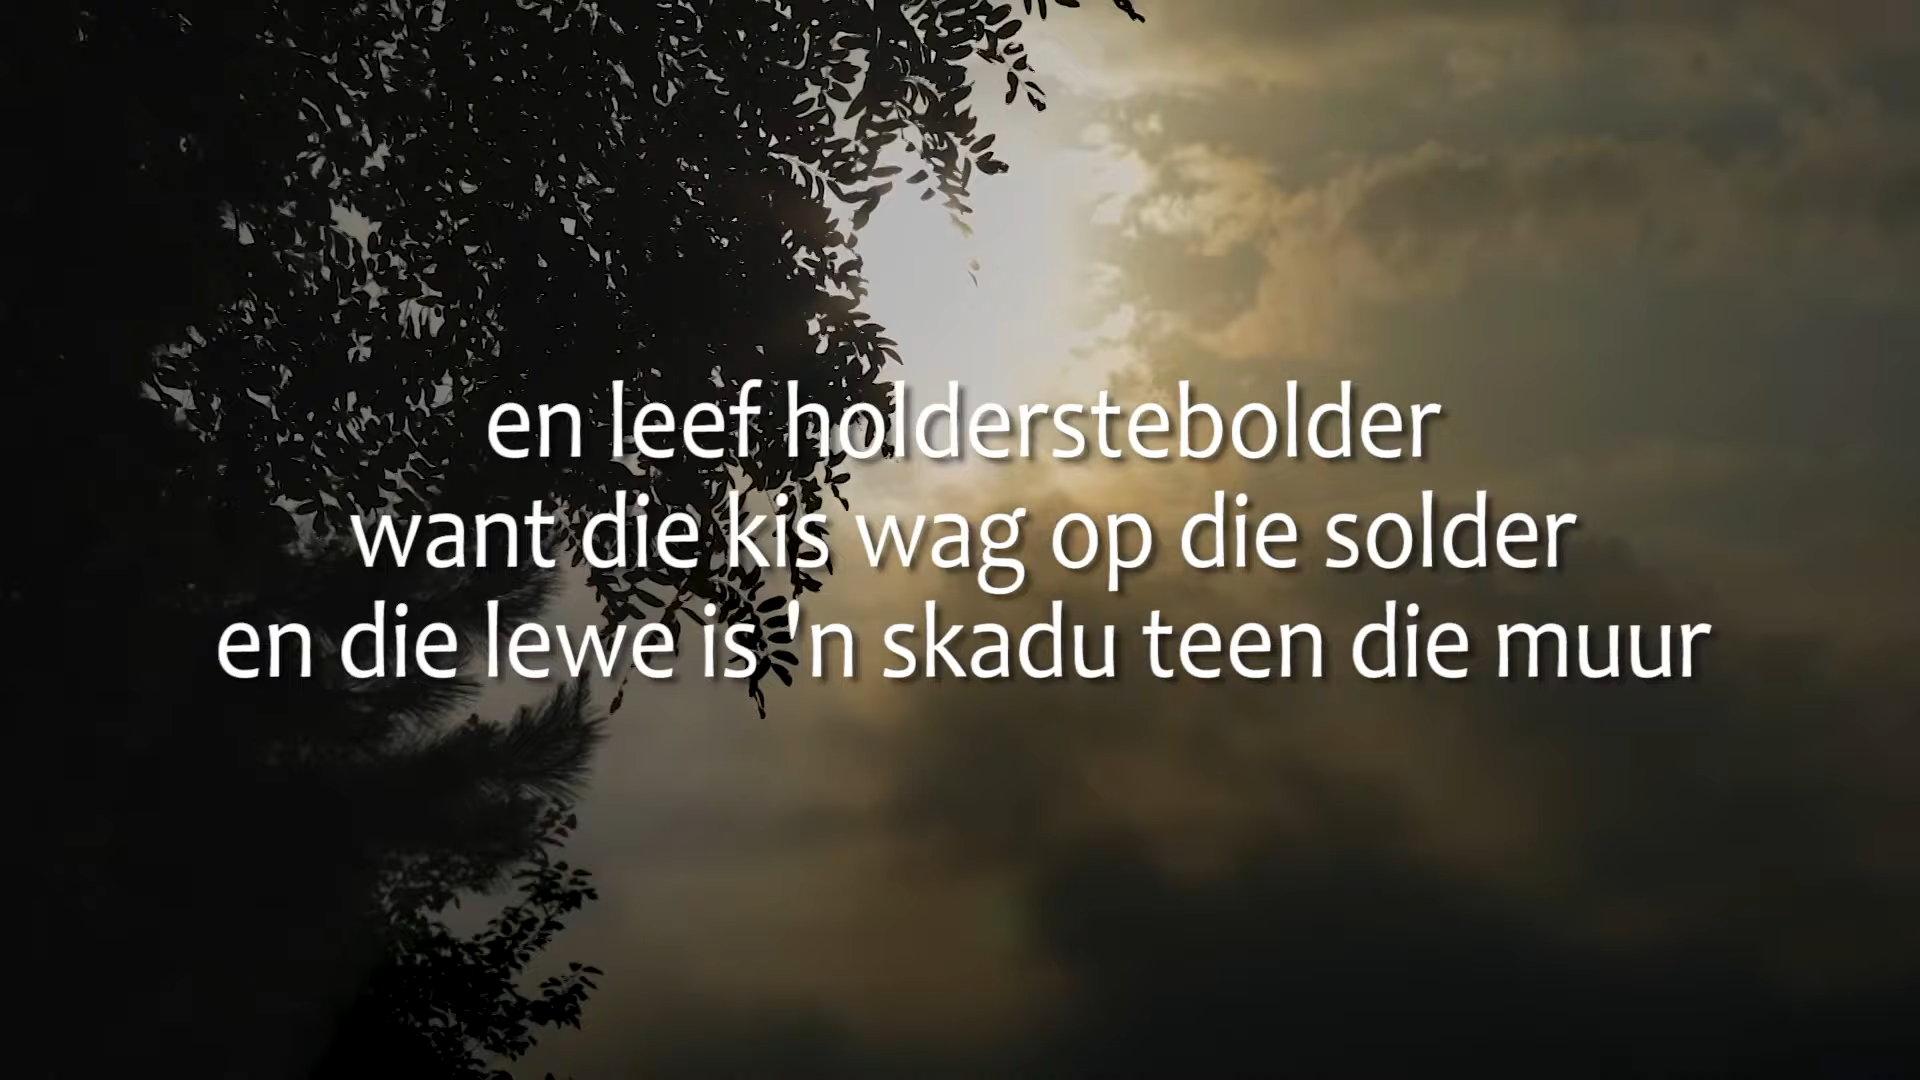 en leef holderstebolder
want die kis wag op die solder
en die lewe is 'n skadu teen die muur